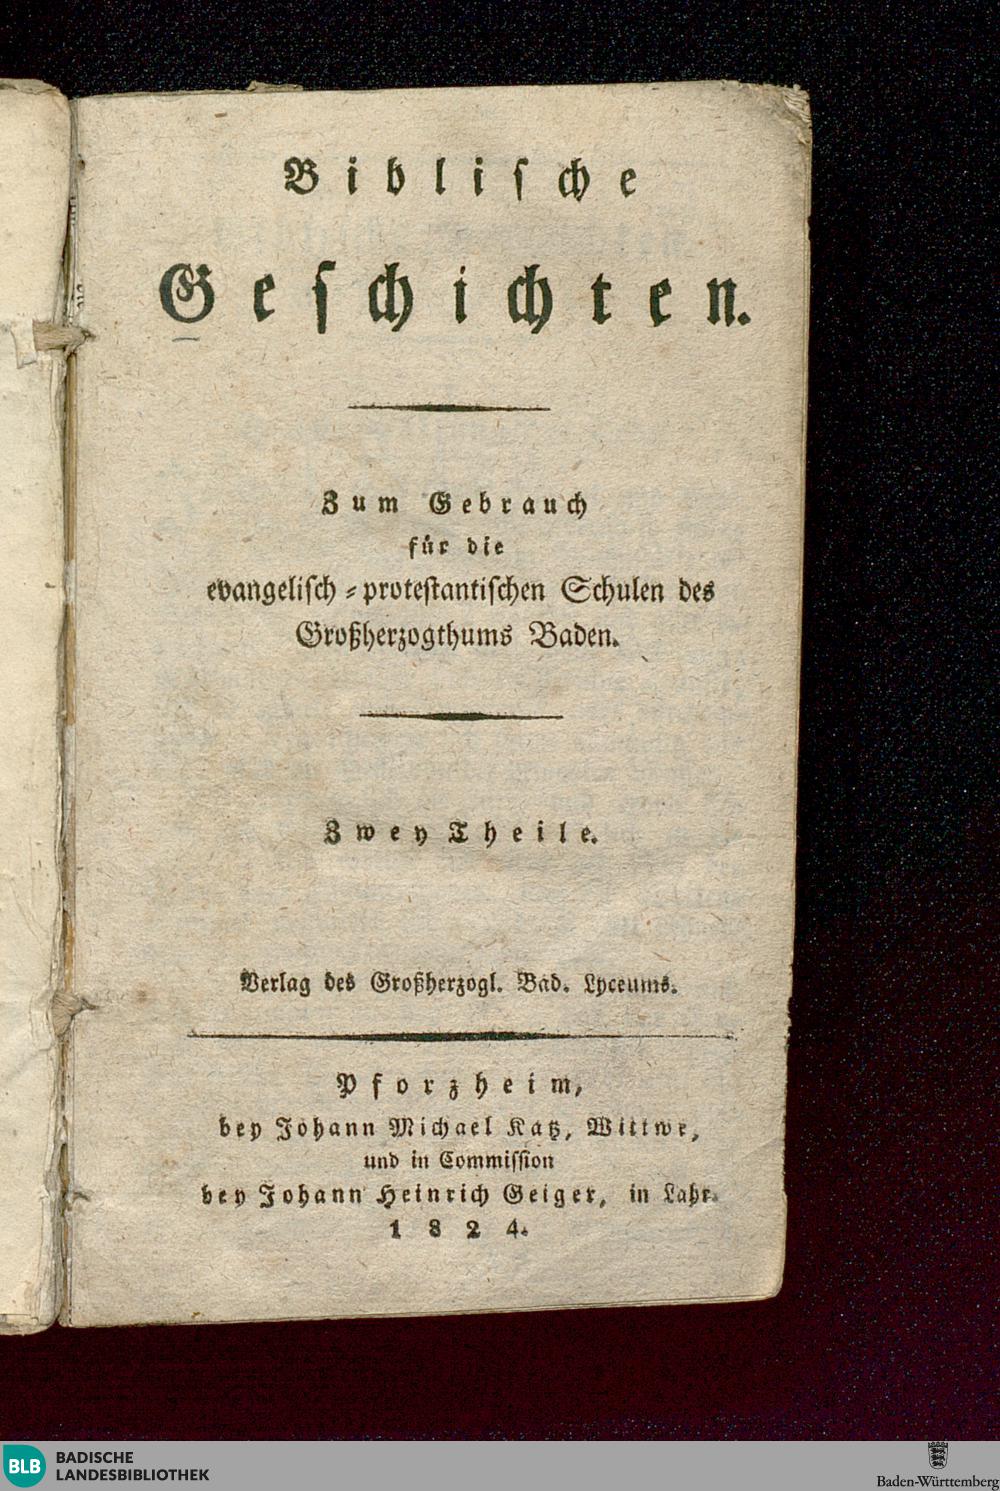 Biblische
Geschichten.
Zum Gebrauch
für die
evangelisch-protestantischen Schulen des
Großherzogthums Baden.
Zwey Theile.
Verlag des Großherzogl. Bad. Lyceums.
Pforzheim,
bey Johann Michael Katz, Wittwe,
und in Commission
bey Johann Heinrich Geiger, in Lahr.
1824.
BLB BADISCHE
LANDESBIBLIOTHEK
Baden-Württemberg